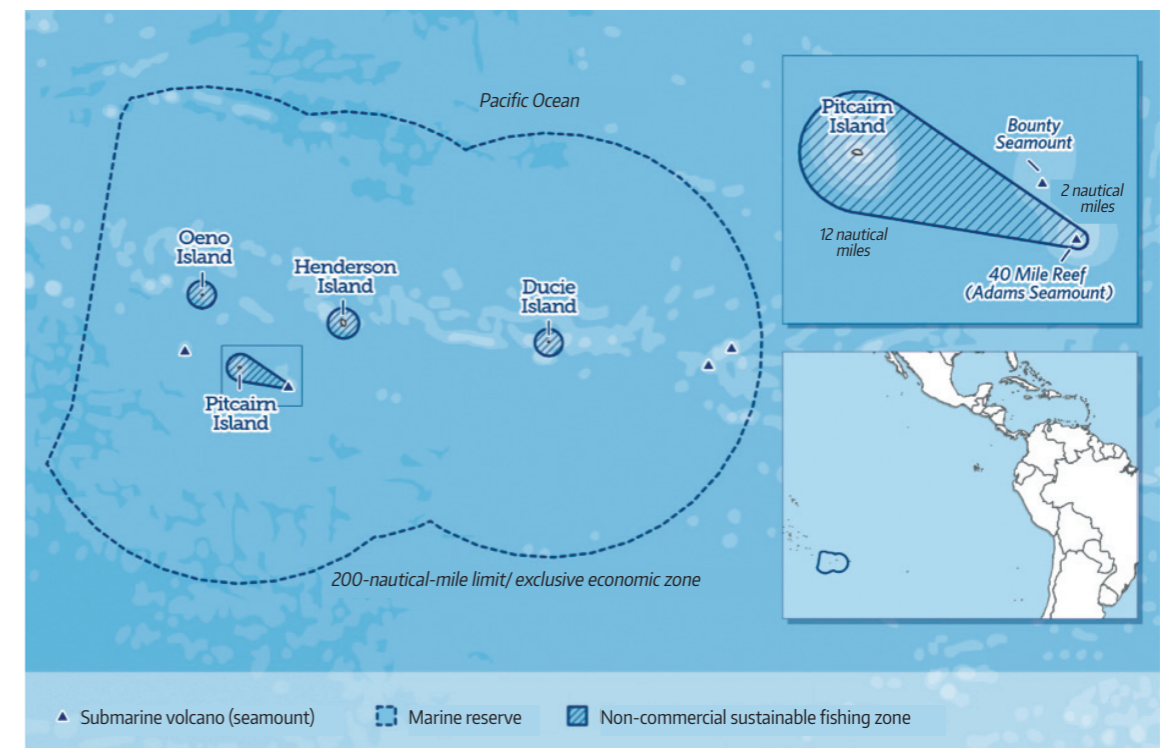 Pacific Ocean
Oeno
Island
Henderson
Island
Ducie
Island
Pitcairn
Island
200-nautical-mile limit/ exclusive economic zone
Pitcairn
Island
Bounty
Seamount
2 nautical
miles
12 nautical
miles
40 Mile Reef
(Adams Seamount)
Submarine volcano (seamount)
Marine reserve
Non-commercial sustainable fishing zone